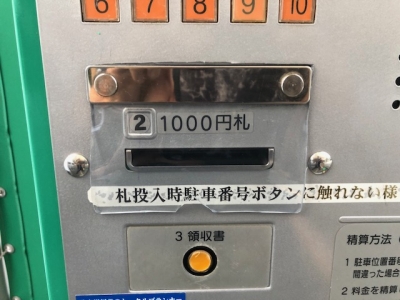 6 7 8 9 10
2 1000円札
札投入時駐車番号ボタンに触れない様
3 領収書
精算方法
1 駐車位置番
間違った場合
2 料金を精算